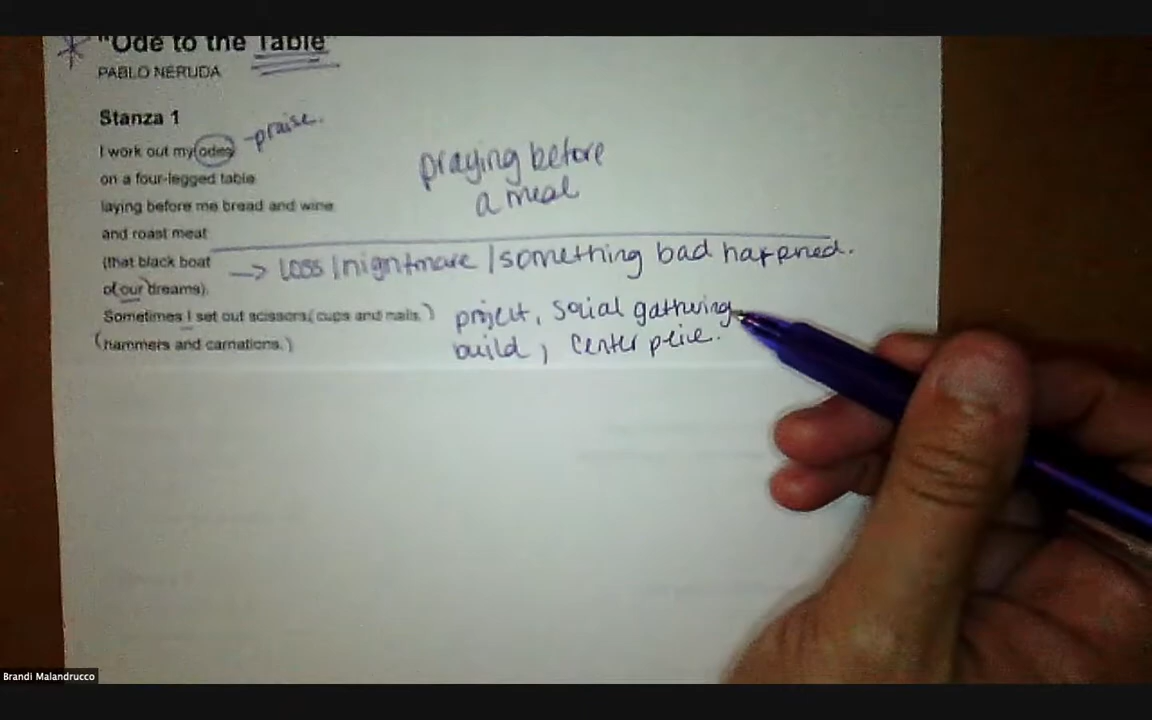 "Ode to the Table"
PABLO NERUDA
Stanza 1
-praise.
I work out my odes
on a four-legged table
laying before me bread and wine
and roast meat
praying before
a meal
(that black boat
of our dreams).
→ Loss/nightmare/something bad happened.
Sometimes I set out scissors, cups and nails,
hammers and carnations.
project, social gathering
build, center peice.
Brandi Malandrucco